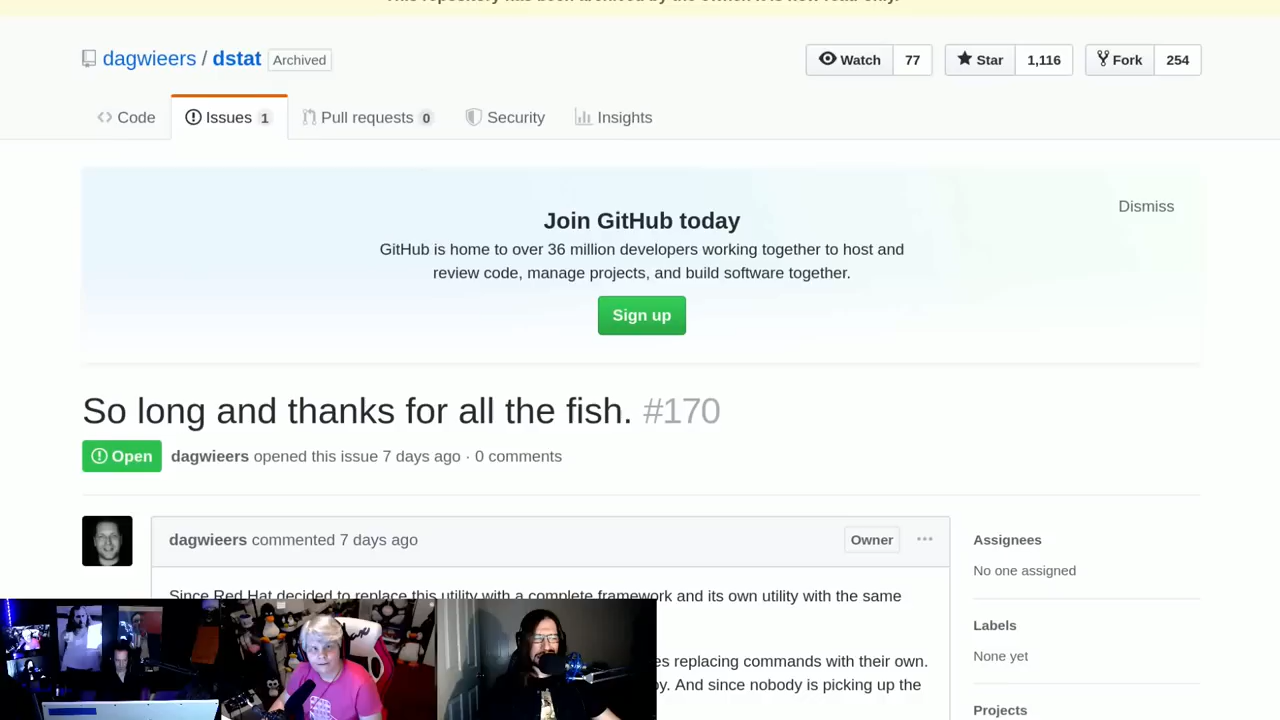 This repository has been archived by the owner. It is now read-only.
dagwieers / dstat Archived
Watch 77 Star 1,116 Fork 254
Code Issues 1 Pull requests 0 Security Insights
Dismiss
Join GitHub today
GitHub is home to over 36 million developers working together to host and
review code, manage projects, and build software together.
Sign up
So long and thanks for all the fish. #170
Open dagwieers opened this issue 7 days ago · 0 comments
dagwieers commented 7 days ago Owner
Since Red Hat decided to replace this utility with a complete framework and its own utility with the same
replacing commands with their own.
And since nobody is picking up the
Assignees
No one assigned
Labels
None yet
Projects